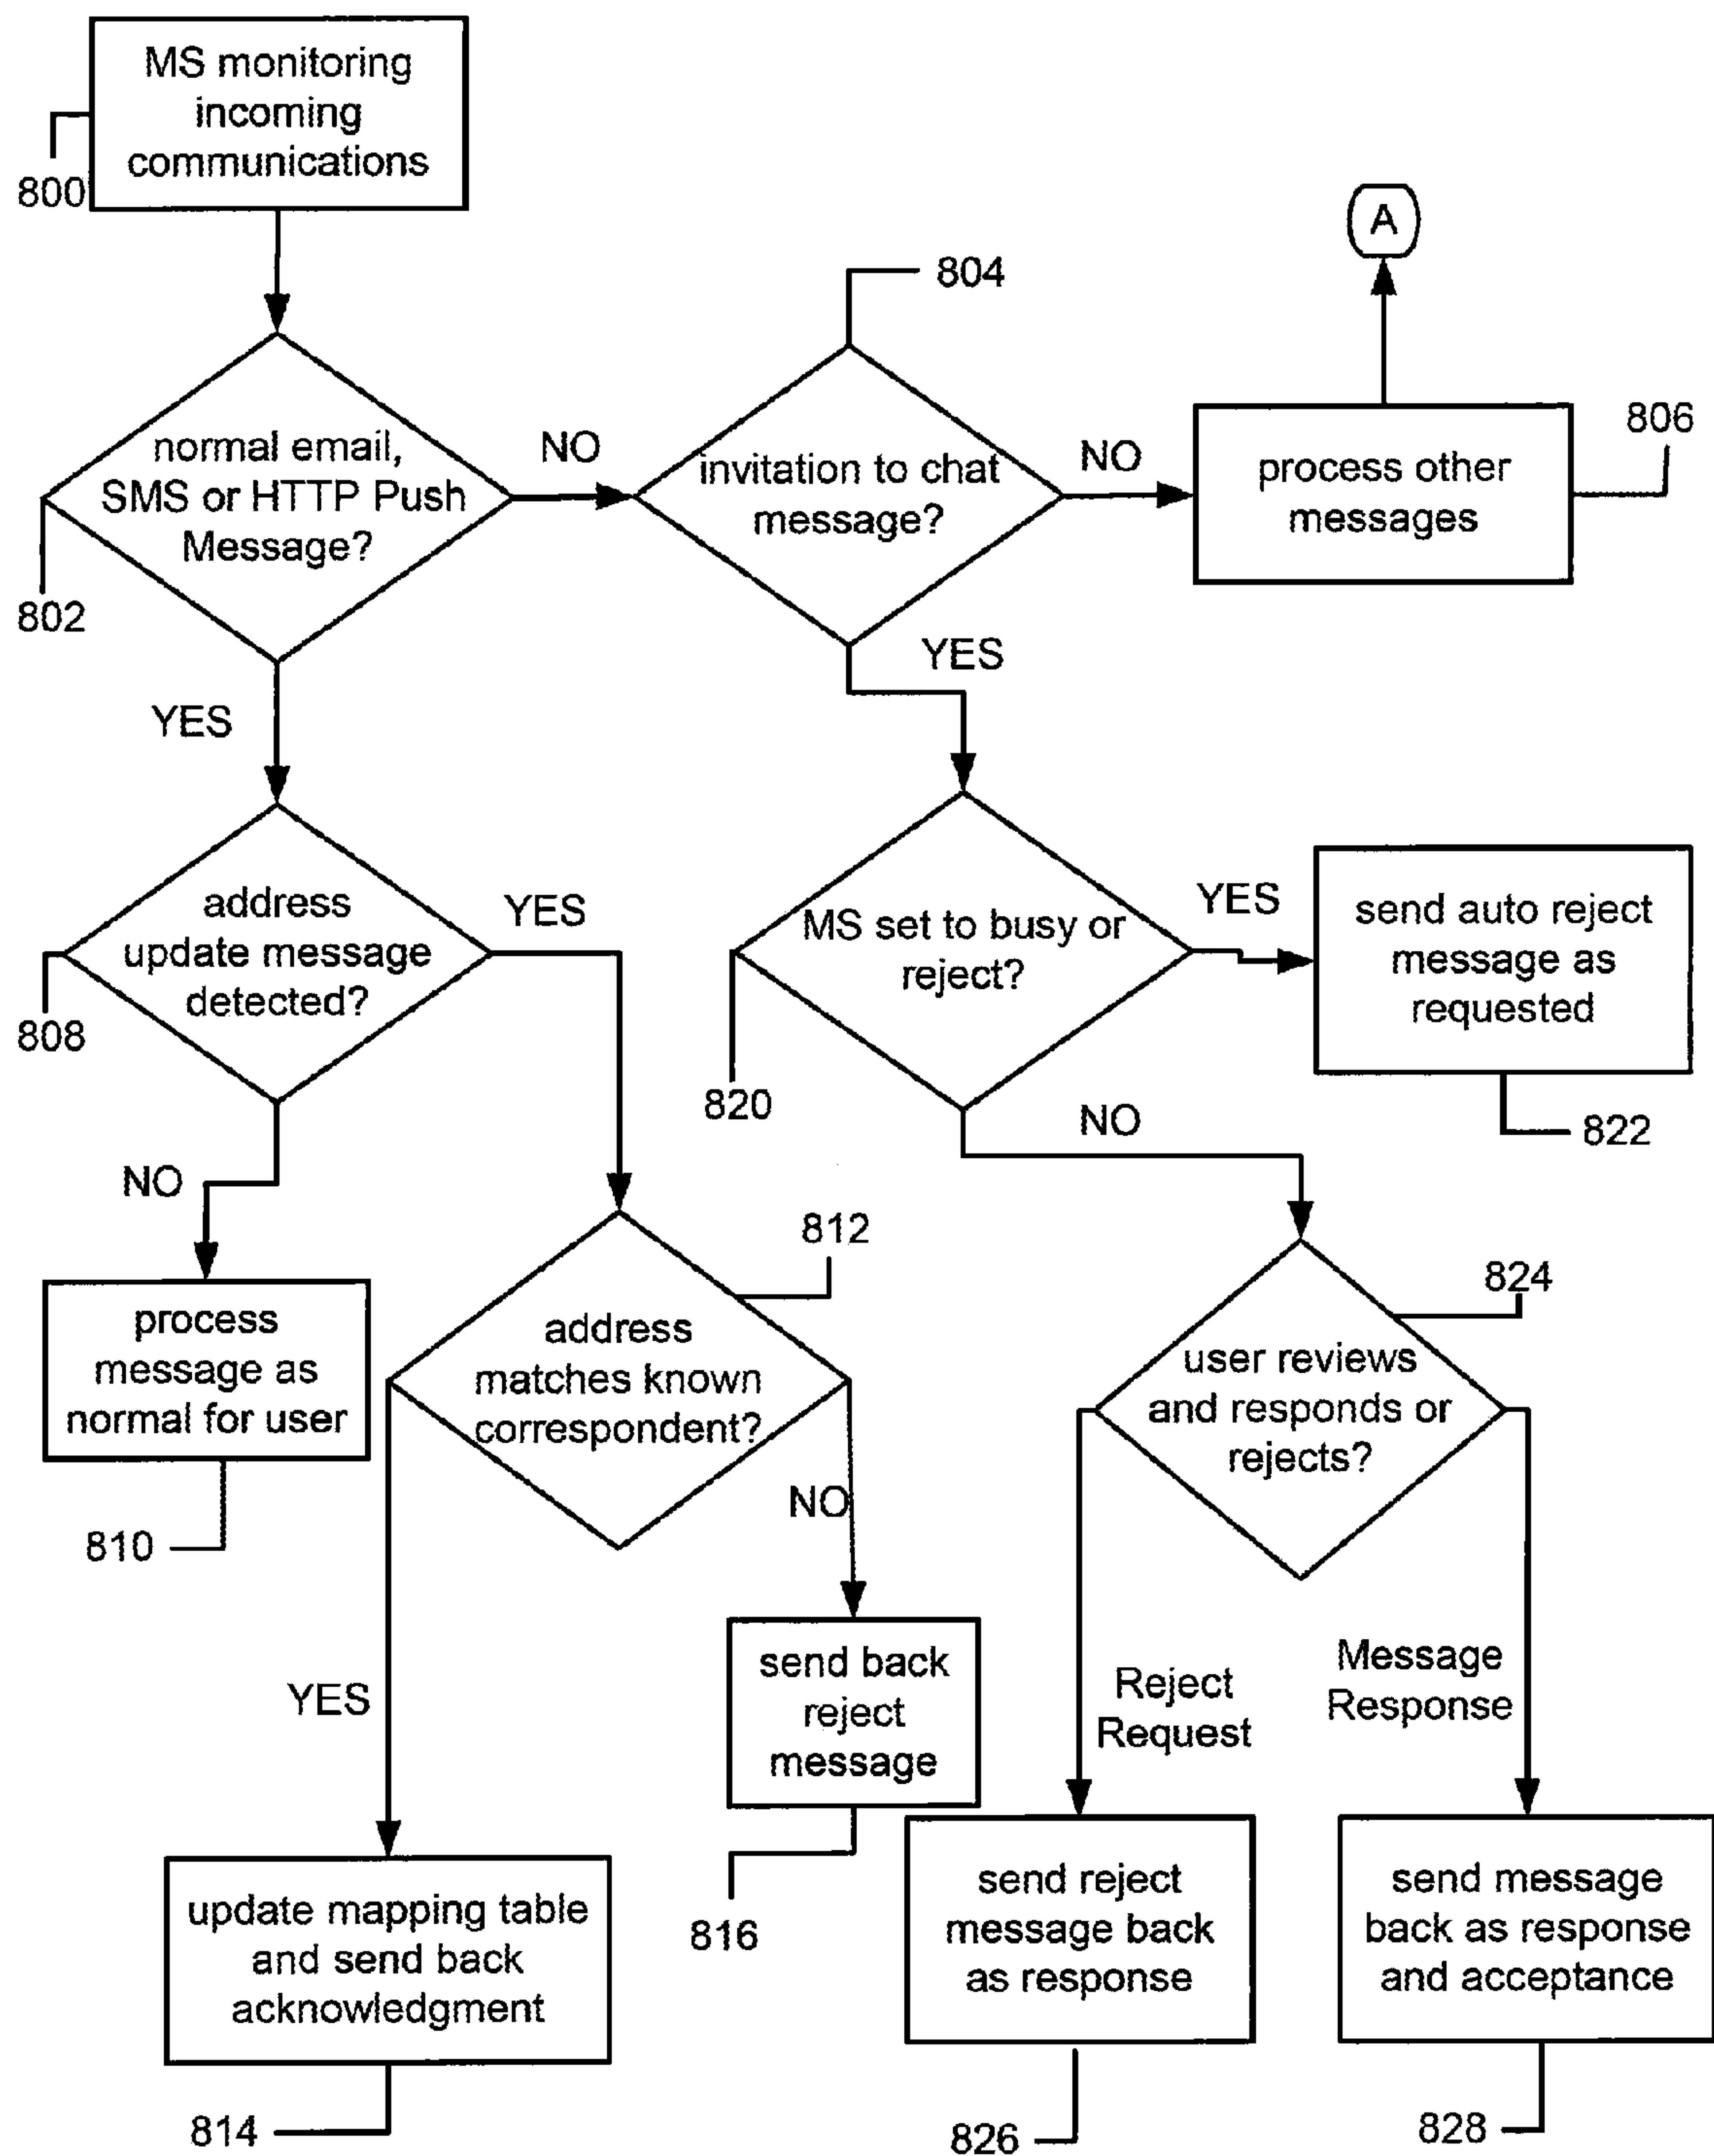 MS monitoring
incoming
communications
800
A
804
normal email,
SMS or HTTP Push
Message?
802
NO
invitation to chat
message?
NO
process other
messages
806
YES
YES
address
update message
detected?
808
YES
MS set to busy or
reject?
820
YES
send auto reject
message as
requested
822
NO
NO
process
message as
normal for user
810
812
address
matches known
correspondent?
824
user reviews
and responds or
rejects?
NO
YES
send back
reject
message
816
Reject
Request
Message
Response
update mapping table
and send back
acknowledgment
814
send reject
message back
as response
826
send message
back as response
and acceptance
828